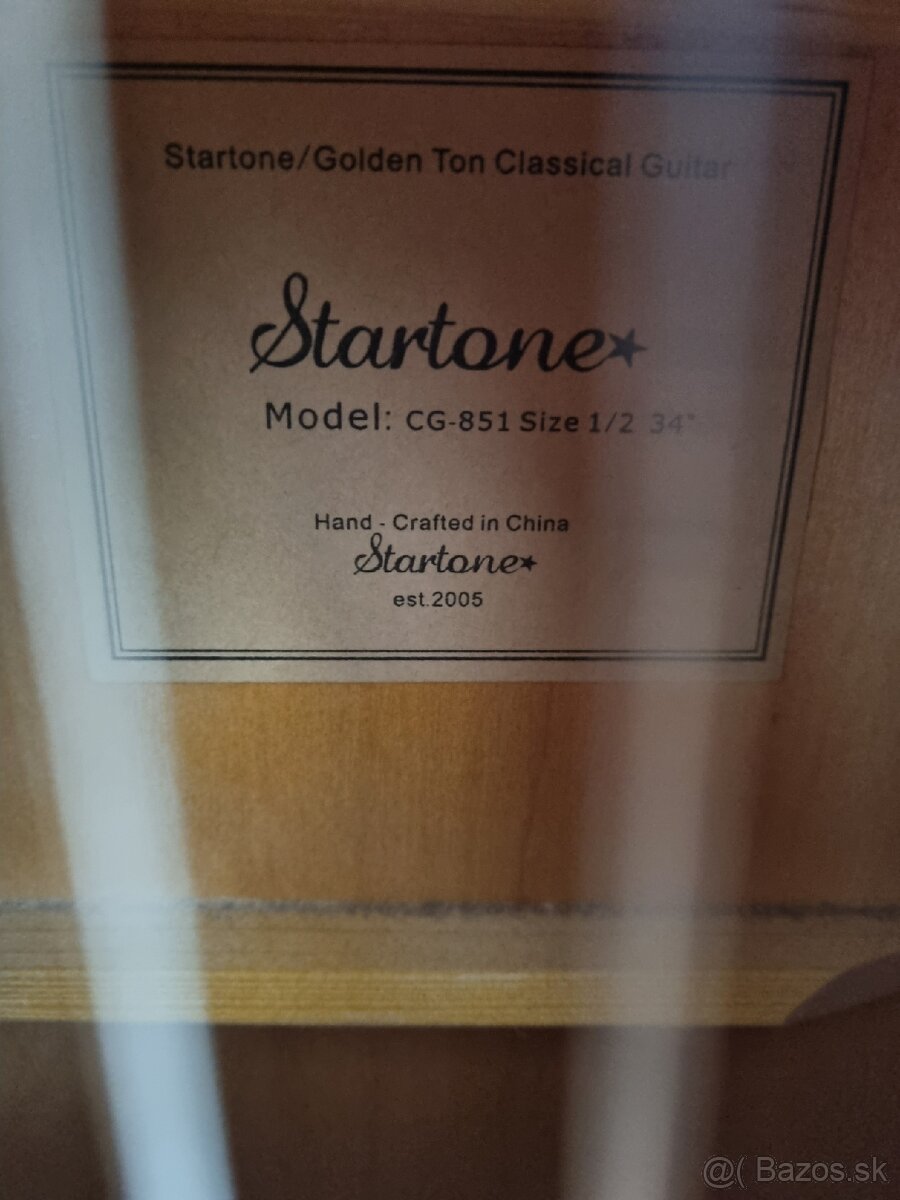 Startone/Golden Ton Classical Guitar
Startone
Model: CG-851 Size 1/2 34"
Hand - Crafted in China
Startone
est.2005
@( Bazos.sk